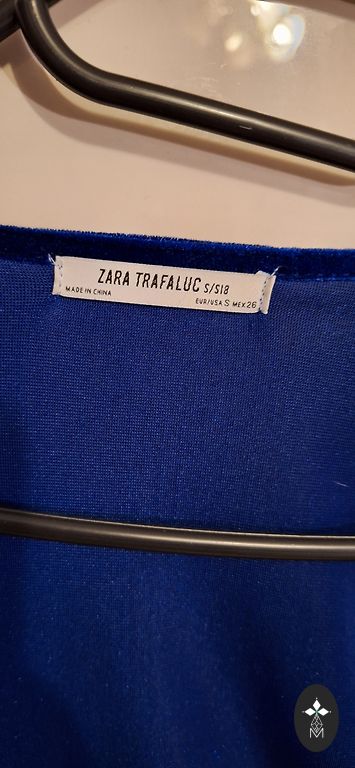 ZARA TRAFALUC S/S18
MADE IN CHINA
EUR/USA S MEX 26
M